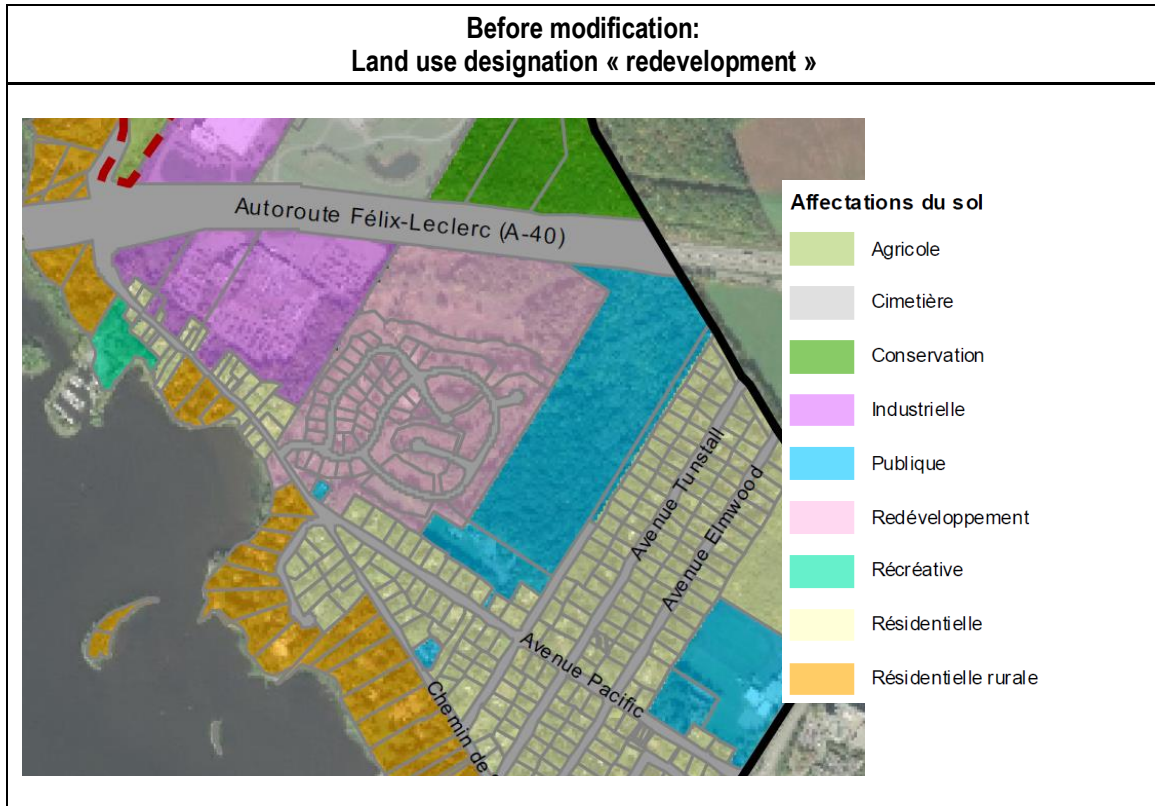 Before modification:
Land use designation « redevelopment »
Autoroute Félix-Leclerc (A-40)
Affectations du sol
Agricole
Cimetière
Conservation
Industrielle
Publique
Redéveloppement
Récréative
Résidentielle
Résidentielle rurale
Avenue Tunstall
Avenue Elmwood
Avenue Pacific
Chemin de